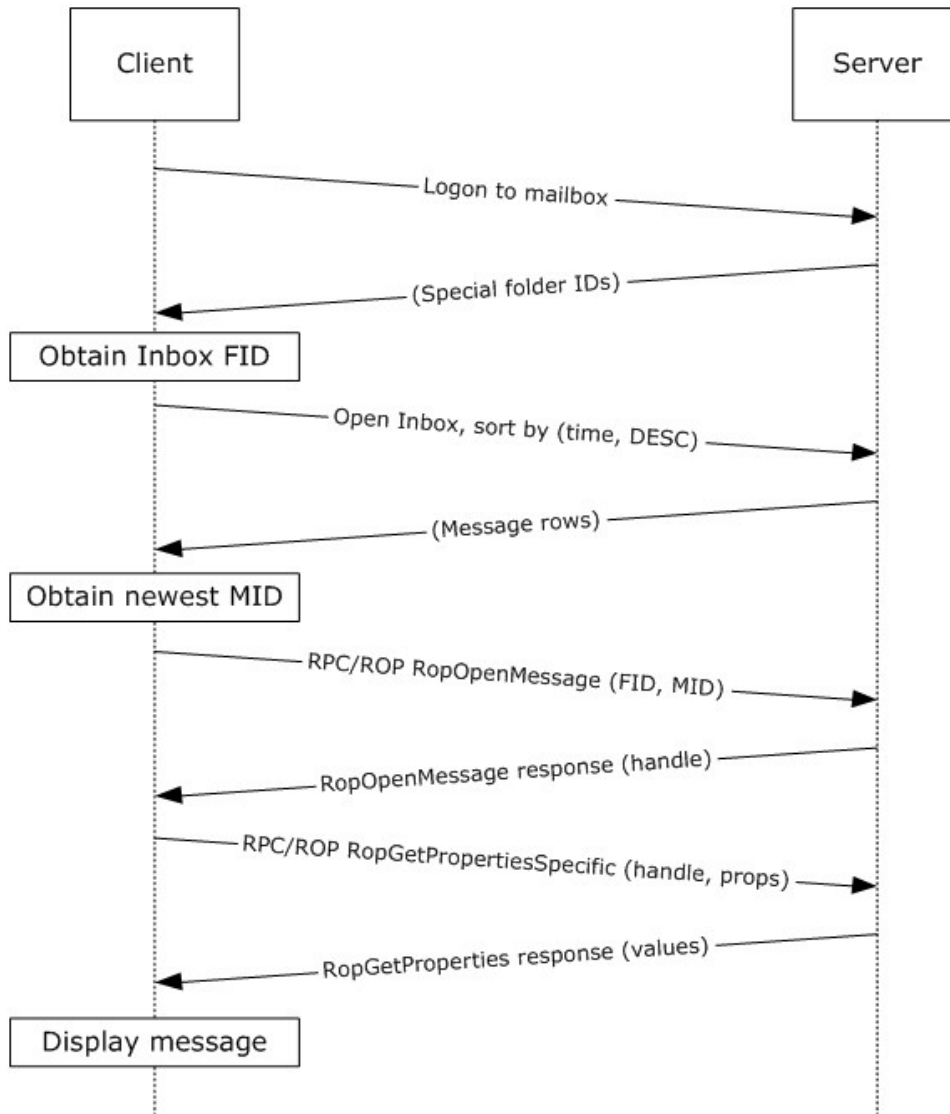 Client
Server
Logon to mailbox
(Special folder IDs)
Obtain Inbox FID
Open Inbox, sort by (time, DESC)
(Message rows)
Obtain newest MID
RPC/ROP RopOpenMessage (FID, MID)
RopOpenMessage response (handle)
RPC/ROP RopGetPropertiesSpecific (handle, props)
RopGetProperties response (values)
Display message